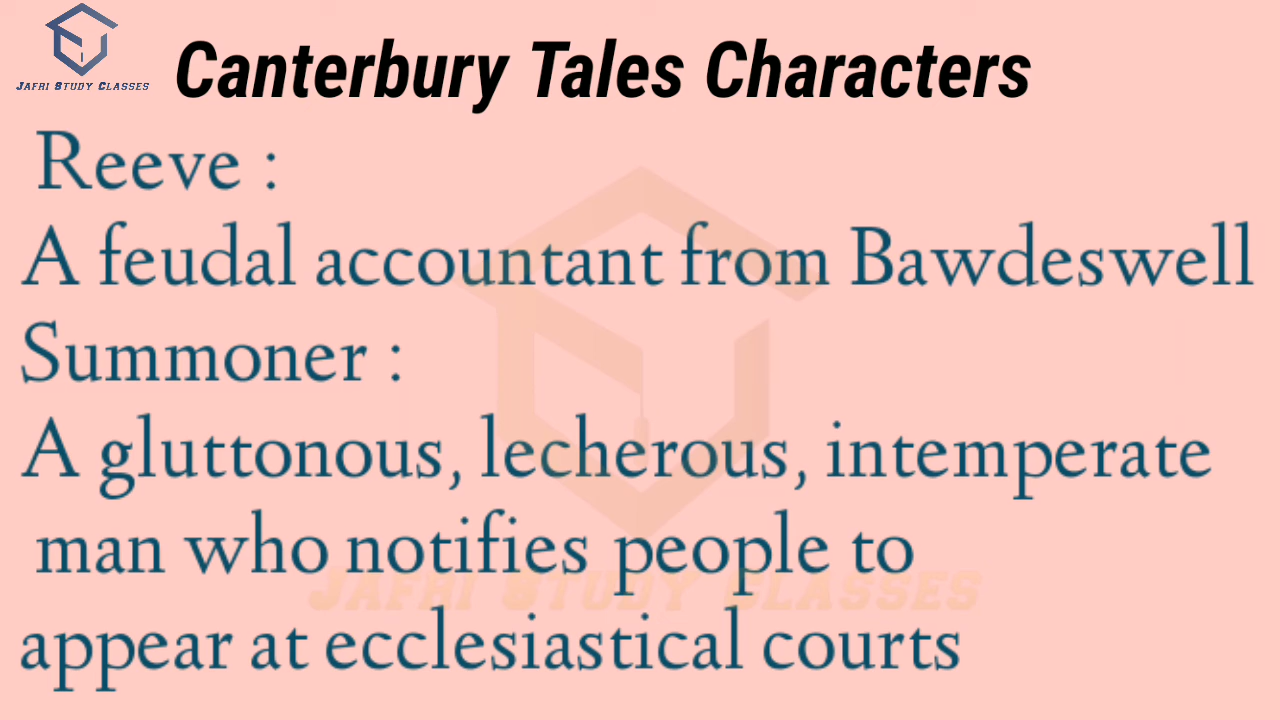 JAFRI STUDY CLASSES
Canterbury Tales Characters
Reeve :
A feudal accountant from Bawdeswell
Summoner :
A gluttonous, lecherous, intemperate
man who notifies people to
JAFRI STUDY CLASSES
appear at ecclesiastical courts